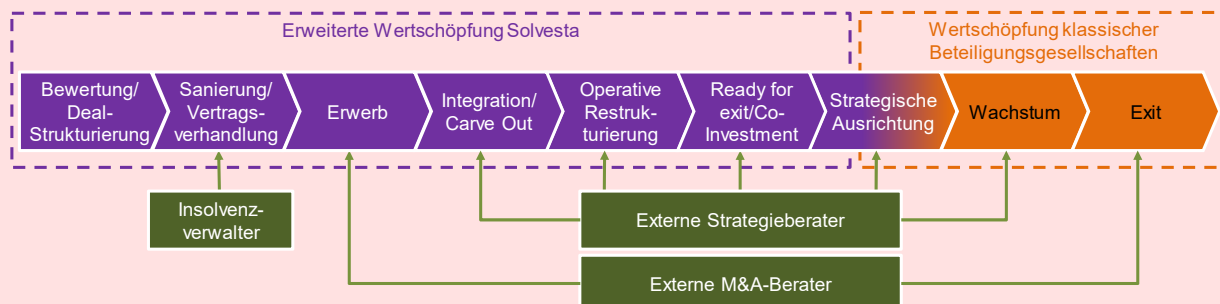 Erweiterte Wertschöpfung Solvesta
Wertschöpfung klassischer
Beteiligungsgesellschaften
Bewertung/
Deal-
Strukturierung
Sanierung/
Vertrags-
verhandlung
Erwerb
Integration/
Carve Out
Operative
Restruk-
turierung
Ready for
exit/Co-
Investment
Strategische
Ausrichtung
Wachstum
Exit
Insolvenz-
verwalter
Externe Strategieberater
Externe M&A-Berater